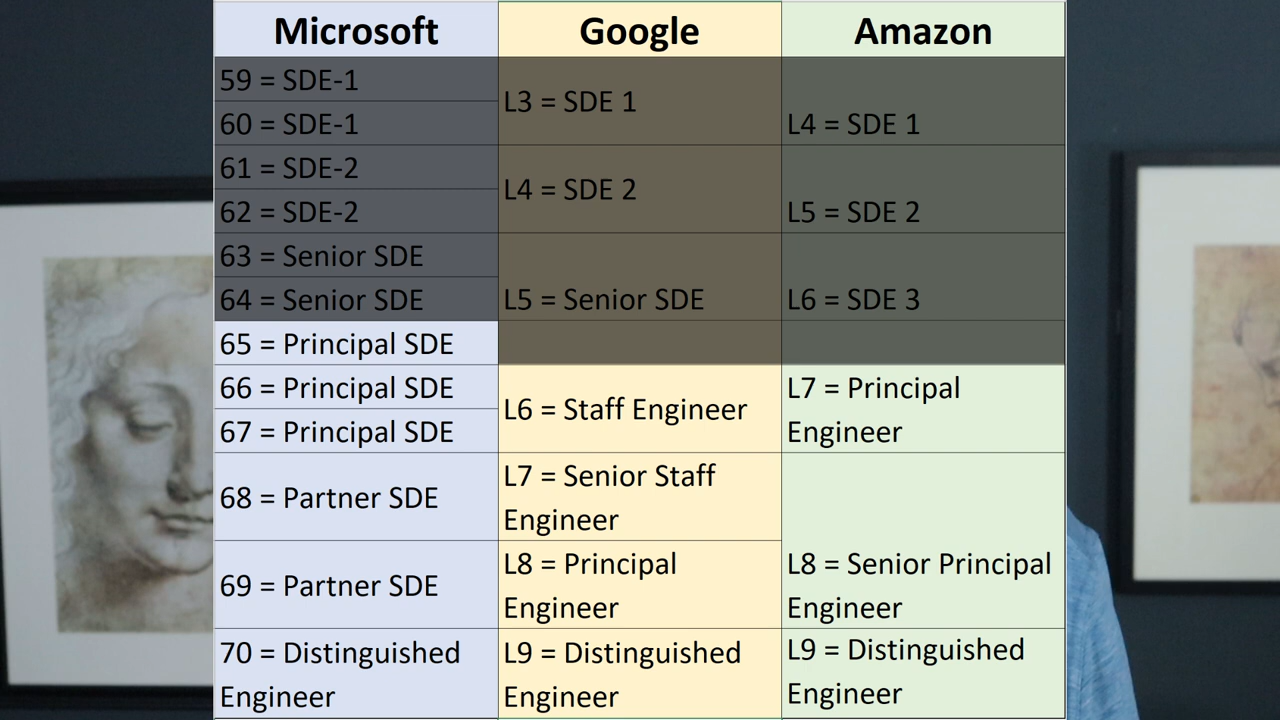 Microsoft
Google
Amazon
59 = SDE-1
60 = SDE-1
L3 = SDE 1
L4 = SDE 1
61 = SDE-2
62 = SDE-2
L4 = SDE 2
L5 = SDE 2
63 = Senior SDE
64 = Senior SDE
L5 = Senior SDE
L6 = SDE 3
65 = Principal SDE
66 = Principal SDE
67 = Principal SDE
L6 = Staff Engineer
L7 = Principal
Engineer
68 = Partner SDE
L7 = Senior Staff
Engineer
69 = Partner SDE
L8 = Principal
Engineer
L8 = Senior Principal
Engineer
70 = Distinguished
Engineer
L9 = Distinguished
Engineer
L9 = Distinguished
Engineer